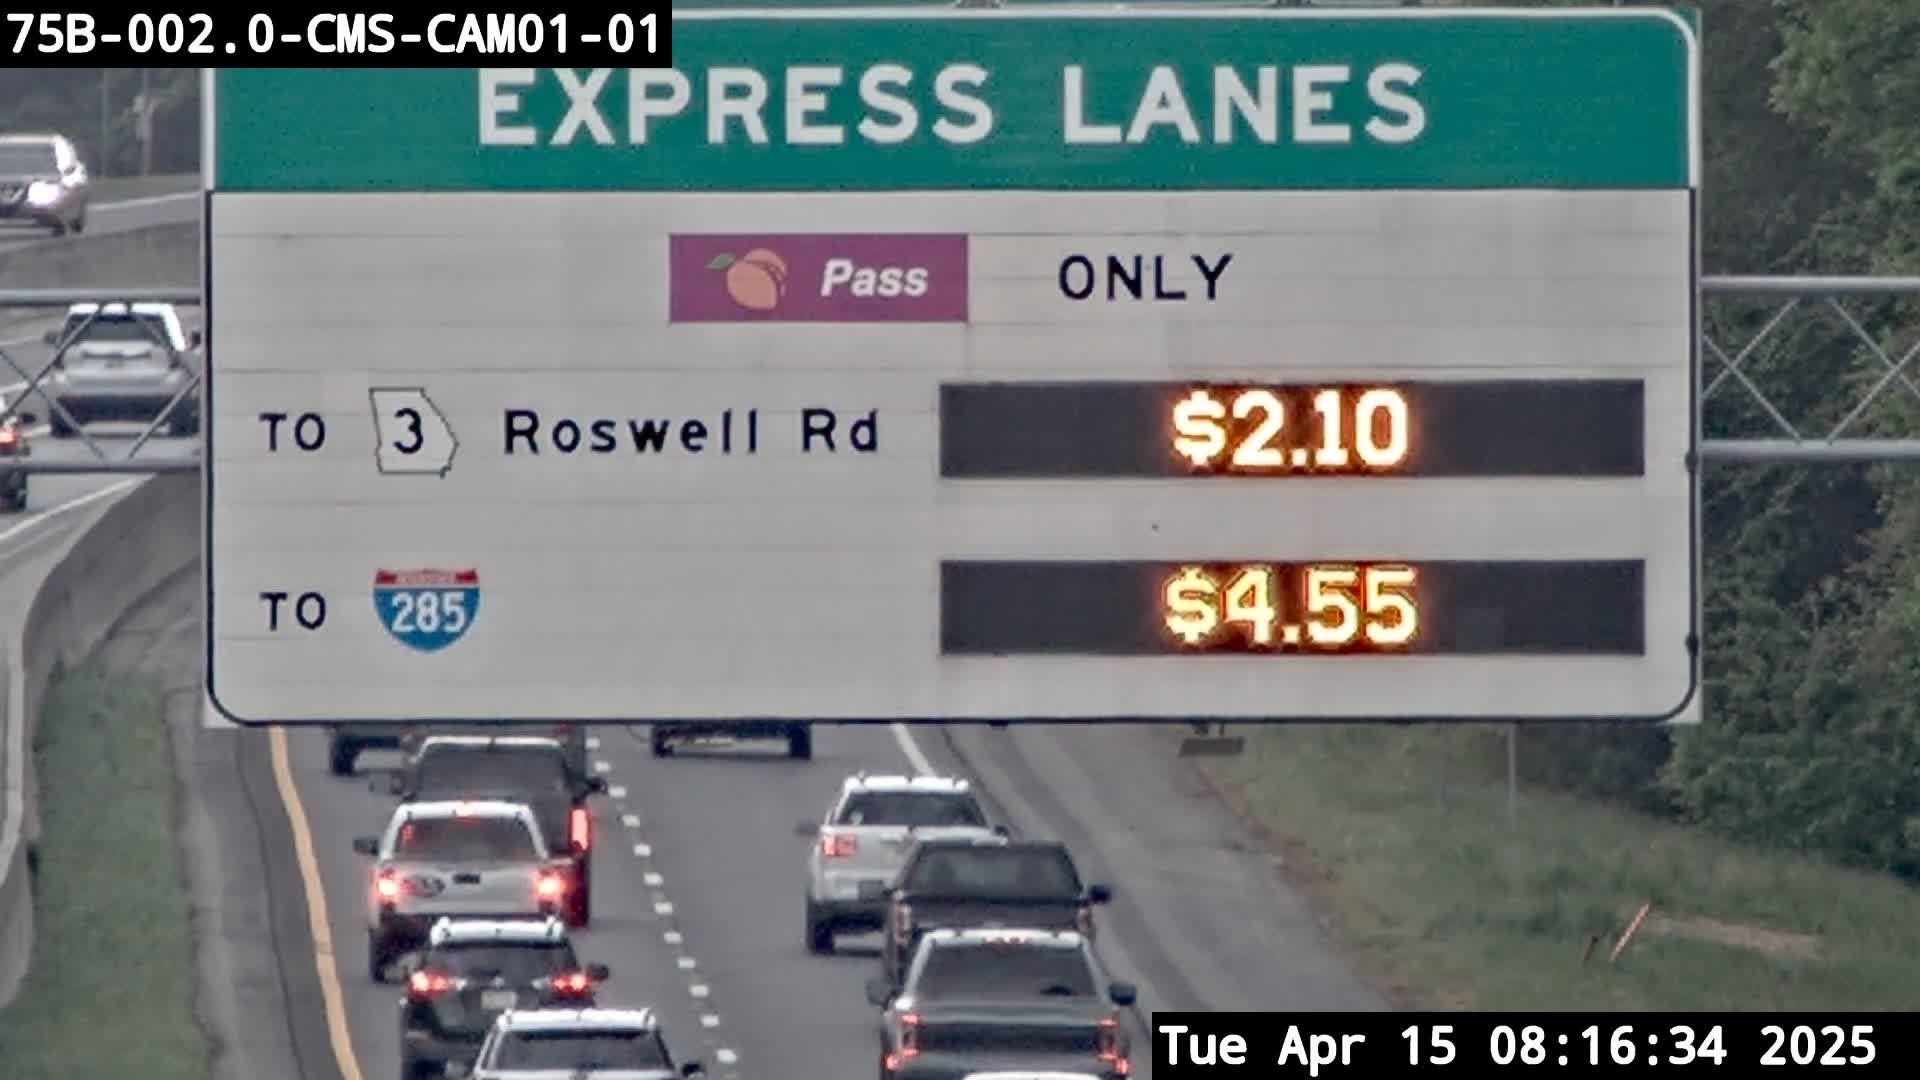 75B-002.0-CMS-CAM01-01
EXPRESS LANES
Pass ONLY
TO 3 Roswell Rd $2.10
TO 285 $4.55
Tue Apr 15 08:16:34 2025